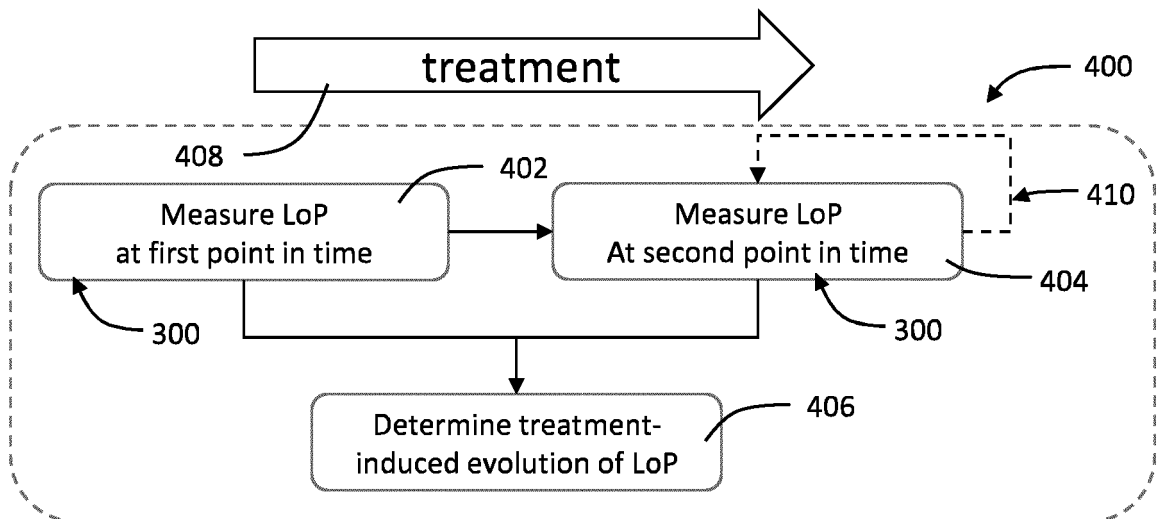 treatment
400
408
402
410
Measure LoP
at first point in time
Measure LoP
At second point in time
404
300
300
406
Determine treatment-
induced evolution of LoP